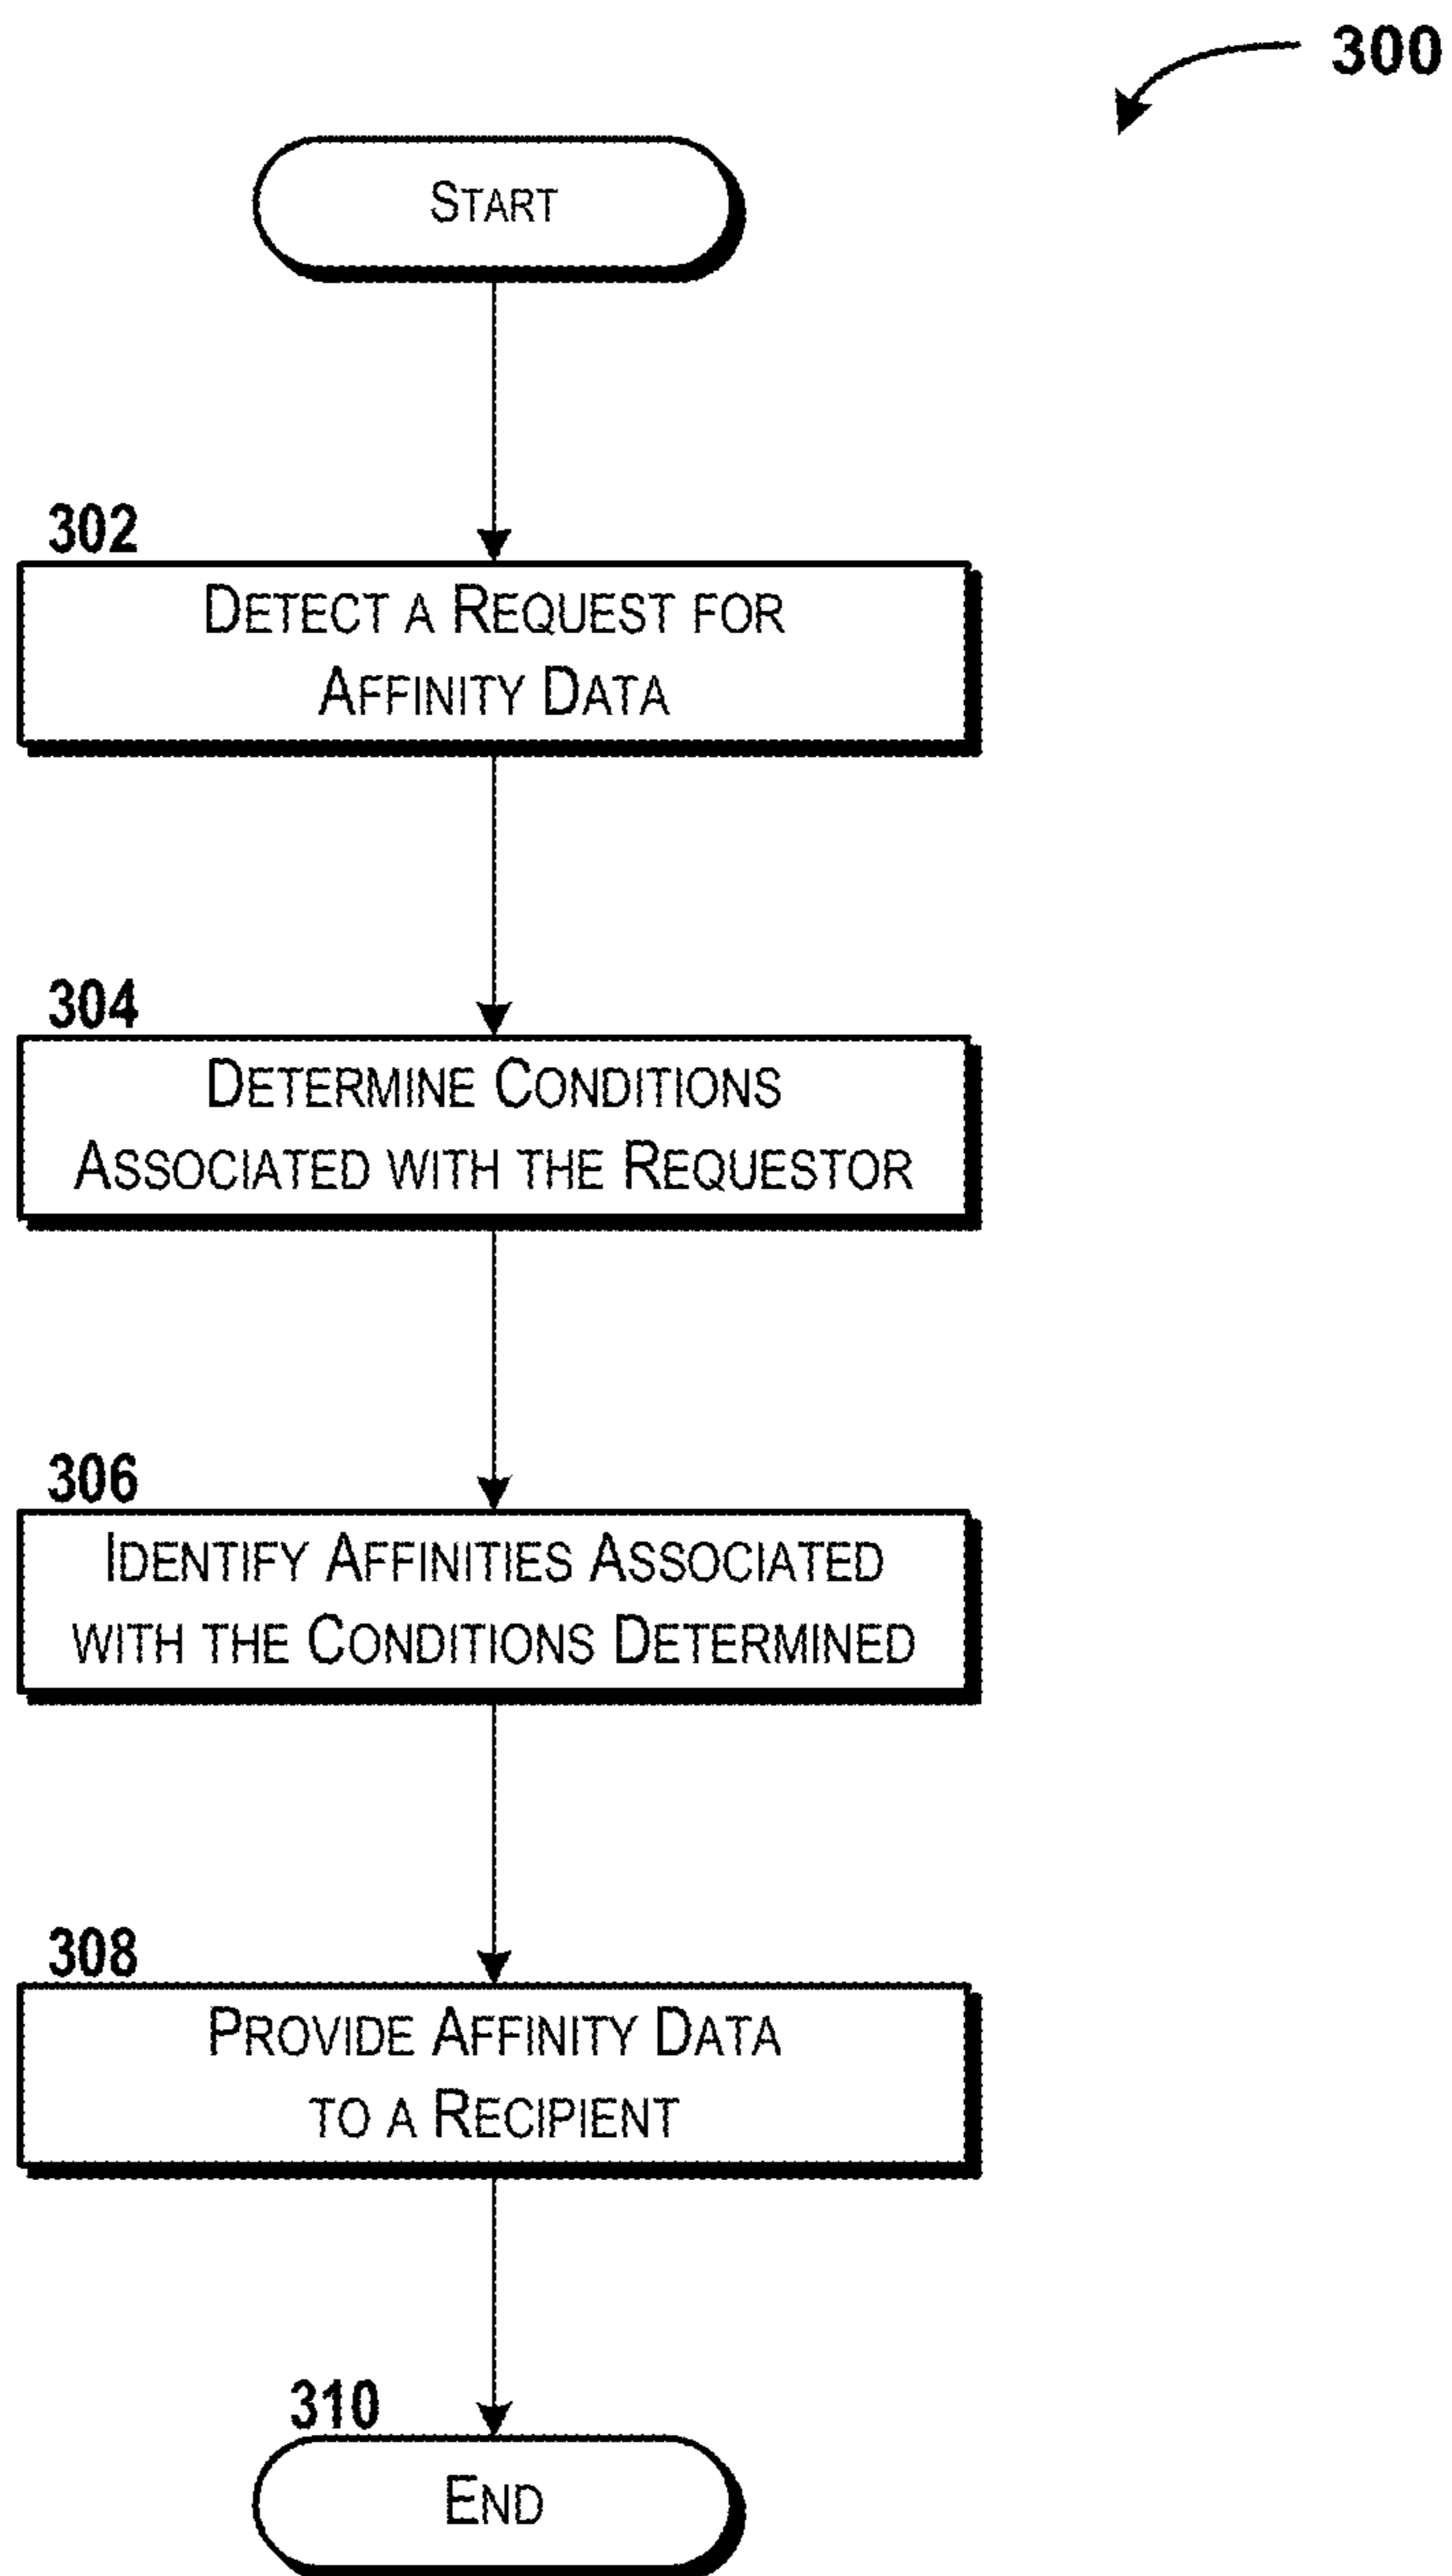 300
START
302
DETECT A REQUEST FOR
AFFINITY DATA
304
DETERMINE CONDITIONS
ASSOCIATED WITH THE REQUESTOR
306
IDENTIFY AFFINITIES ASSOCIATED
WITH THE CONDITIONS DETERMINED
308
PROVIDE AFFINITY DATA
TO A RECIPIENT
310
END